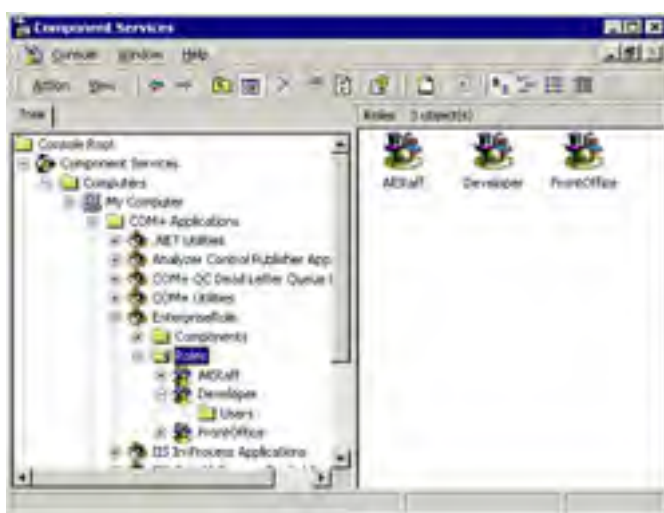 Component Services
Console Window Help
Action View
Tree
Roles 3 object(s)
Console Root
Component Services
Computers
My Computer
COM+ Applications
.NET Utilities
Analyzer Control Publisher App
COM+ QC Dead Letter Queue
COM+ Utilities
EnterpriseRole
Components
Roles
AllStaff
Developer
Users
FrontOffice
IIS In-Process Applications
AllStaff Developer FrontOffice